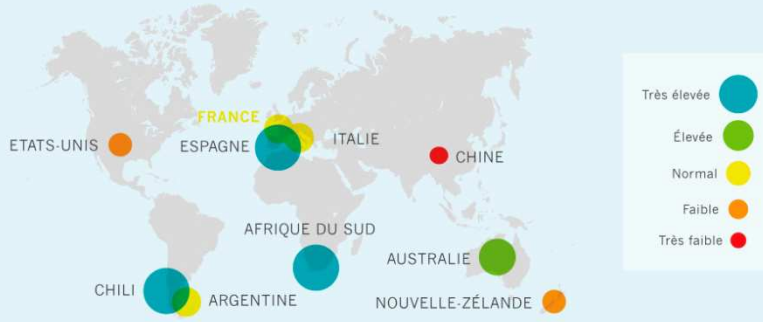 FRANCE
ETATS-UNIS
ESPAGNE
ITALIE
CHINE
AFRIQUE DU SUD
AUSTRALIE
CHILI
ARGENTINE
NOUVELLE-ZÉLANDE
Très élevée
Élevée
Normal
Faible
Très faible